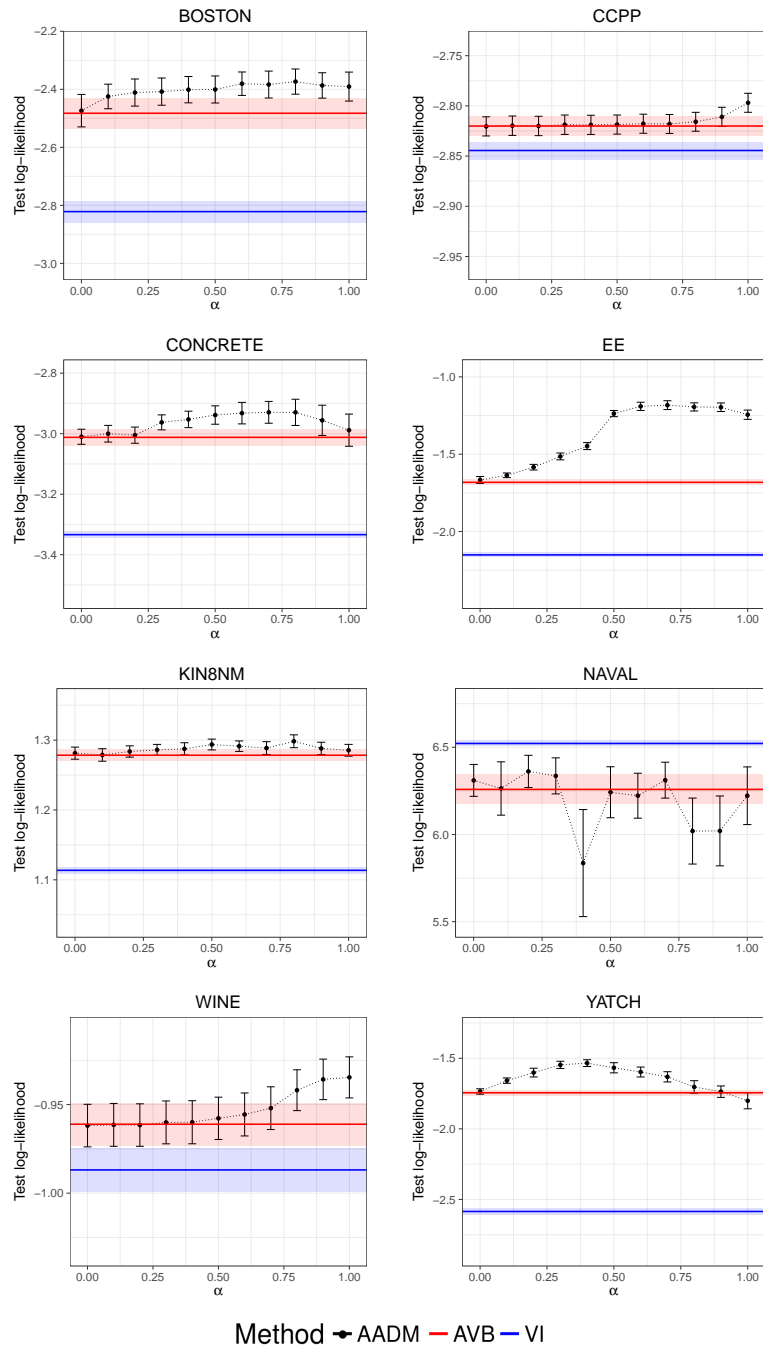 BOSTON
CCPP
Test log−likelihood
−2.2
−2.4
−2.6
−2.8
−3.0
0.00 0.25 0.50 0.75 1.00
α
Test log−likelihood
−2.75
−2.80
−2.85
−2.90
−2.95
0.00 0.25 0.50 0.75 1.00
α
CONCRETE
EE
Test log−likelihood
−2.8
−3.0
−3.2
−3.4
0.00 0.25 0.50 0.75 1.00
α
Test log−likelihood
−1.0
−1.5
−2.0
0.00 0.25 0.50 0.75 1.00
α
KIN8NM
NAVAL
Test log−likelihood
1.3
1.2
1.1
0.00 0.25 0.50 0.75 1.00
α
Test log−likelihood
6.5
6.0
5.5
0.00 0.25 0.50 0.75 1.00
α
WINE
YATCH
Test log−likelihood
−0.95
−1.00
0.00 0.25 0.50 0.75 1.00
α
Test log−likelihood
−1.5
−2.0
−2.5
0.00 0.25 0.50 0.75 1.00
α
Method AADM AVB VI